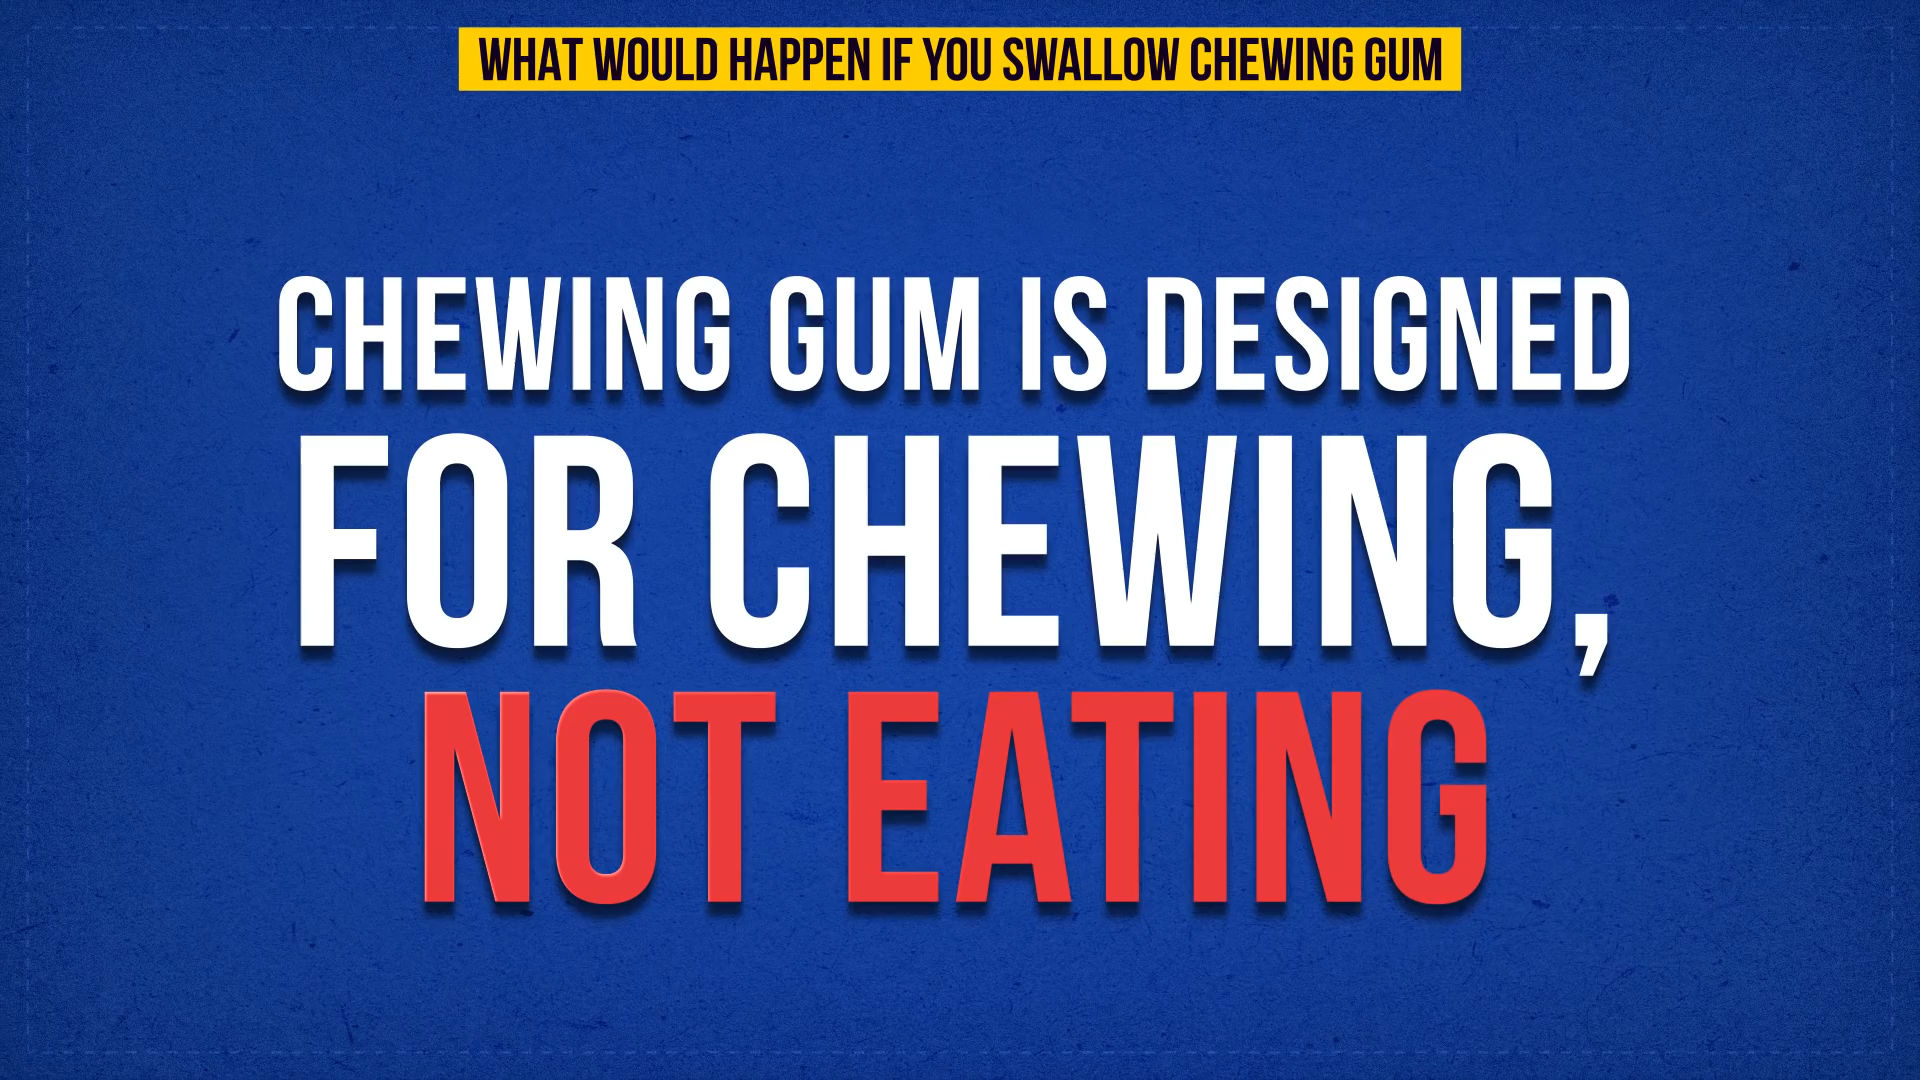 WHAT WOULD HAPPEN IF YOU SWALLOW CHEWING GUM
CHEWING GUM IS DESIGNED
FOR CHEWING,
NOT EATING